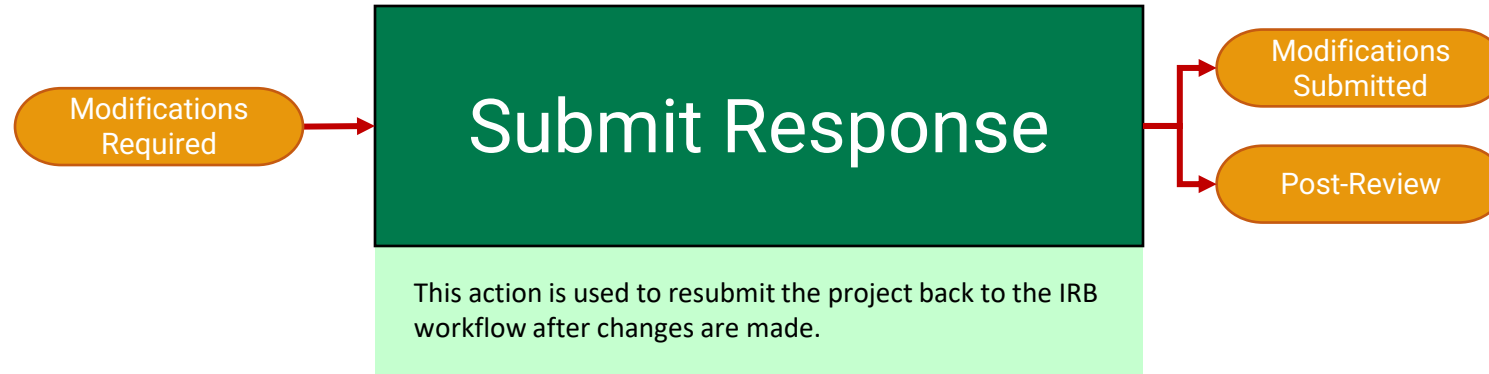 Modifications
Required
Submit Response
Modifications
Submitted
Post-Review
This action is used to resubmit the project back to the IRB
workflow after changes are made.